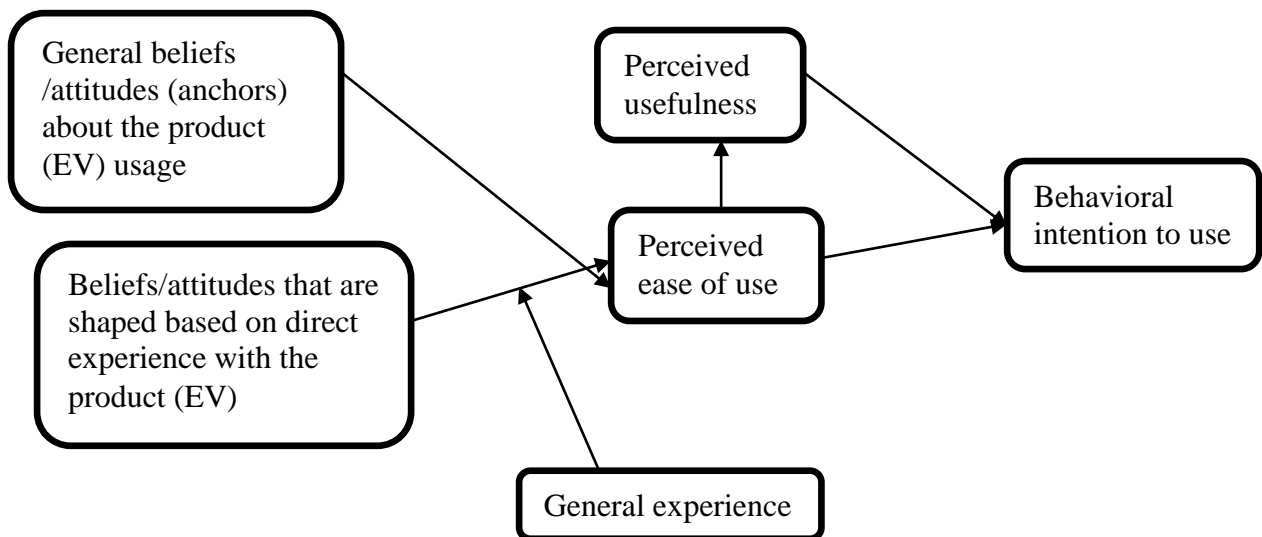 General beliefs
/attitudes (anchors)
about the product
(EV) usage
Perceived
usefulness
Behavioral
intention to use
Perceived
ease of use
Beliefs/attitudes that are
shaped based on direct
experience with the
product (EV)
General experience